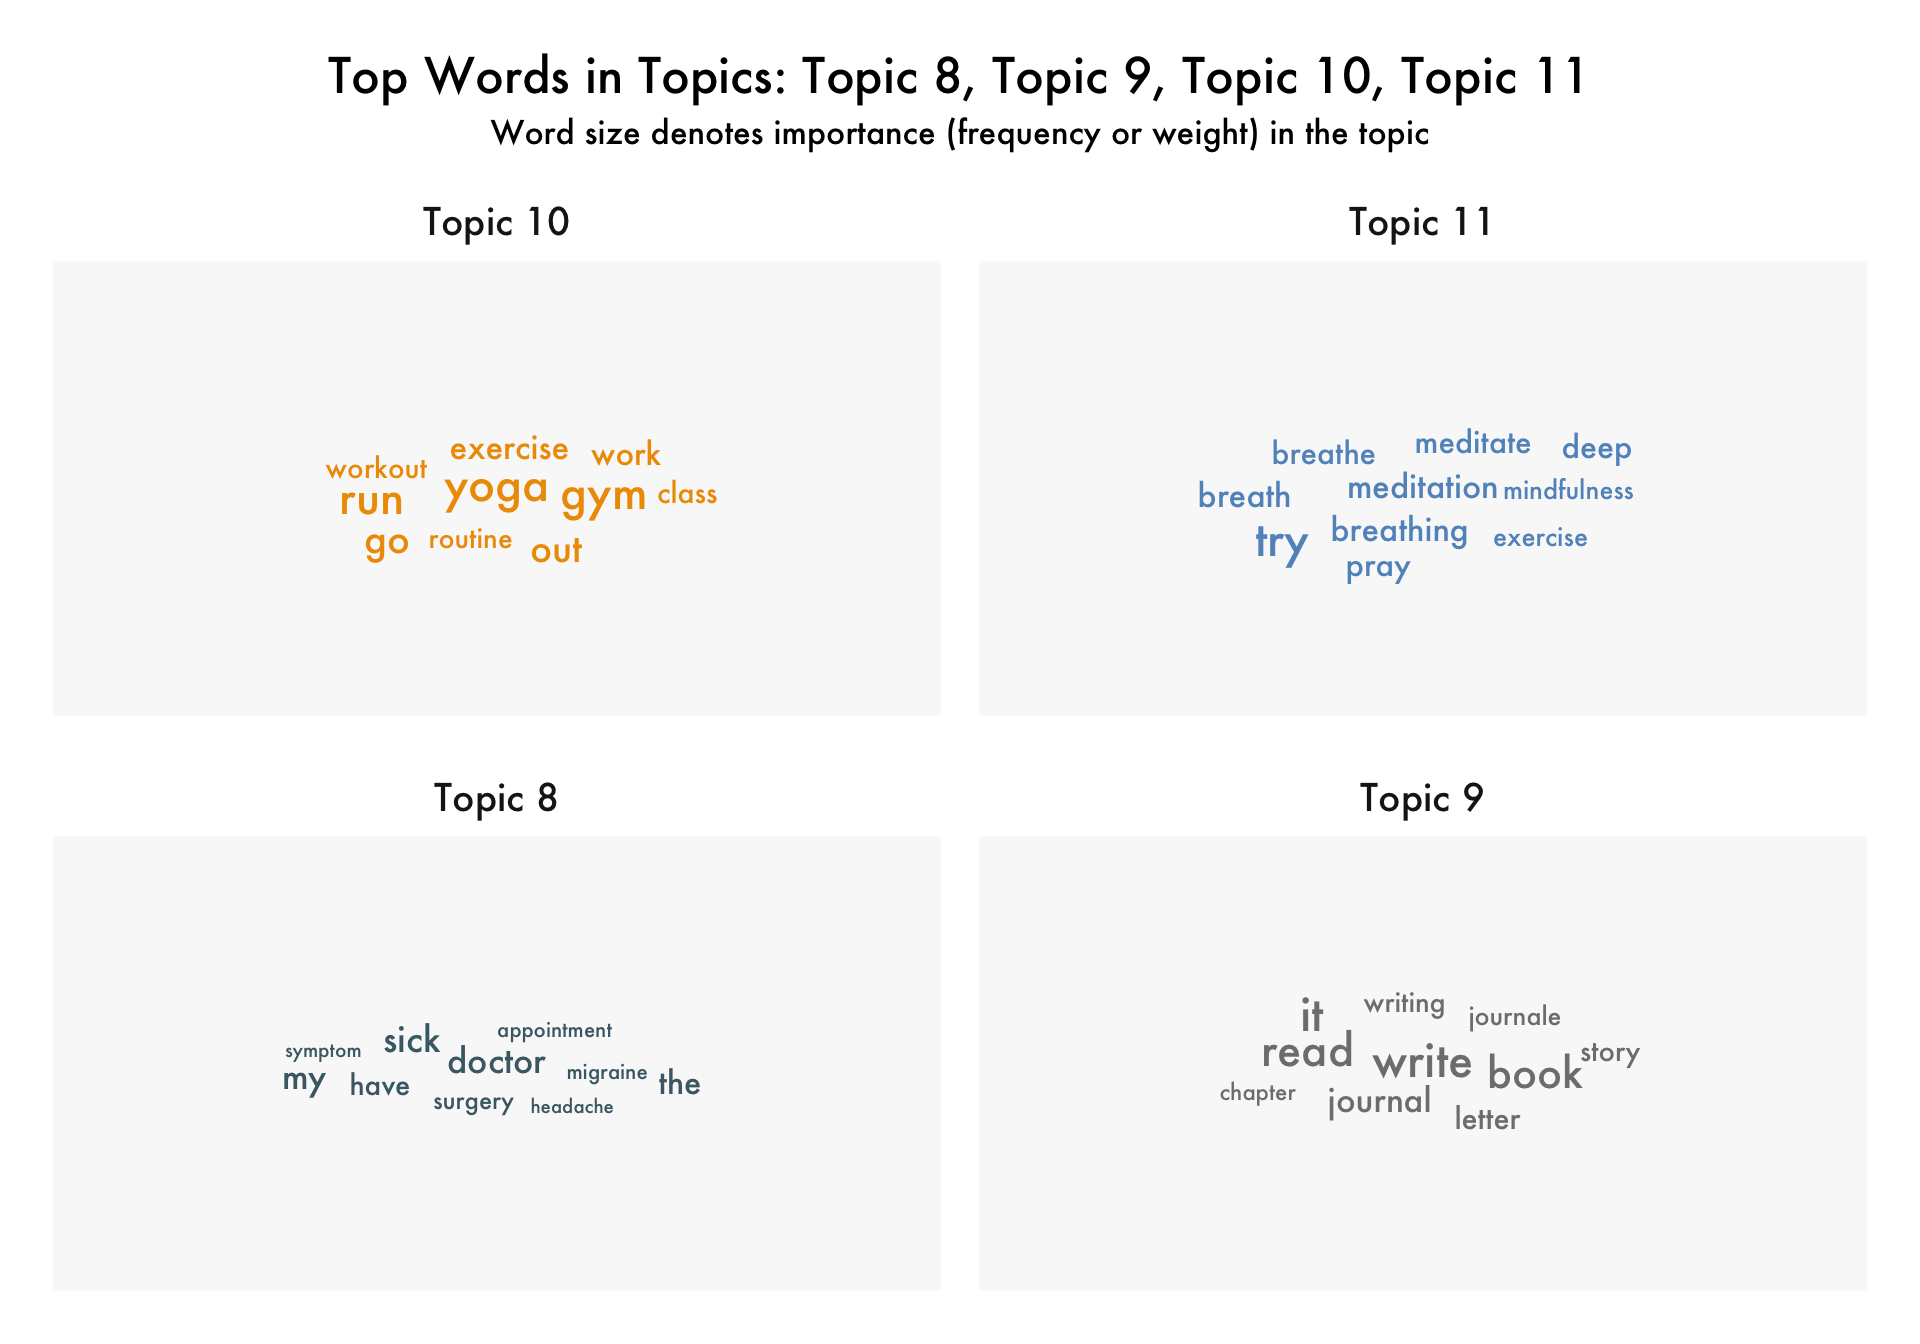 Top Words in Topics: Topic 8, Topic 9, Topic 10, Topic 11
Word size denotes importance (frequency or weight) in the topic
Topic 10
exercise work
workout
yoga gym class
run
go routine out
Topic 11
breathe meditate deep
breath meditation mindfulness
try breathing exercise
pray
Topic 8
sick appointment
symptom doctor migraine
my have the
surgery headache
Topic 9
it writing journale
read write book story
chapter journal letter